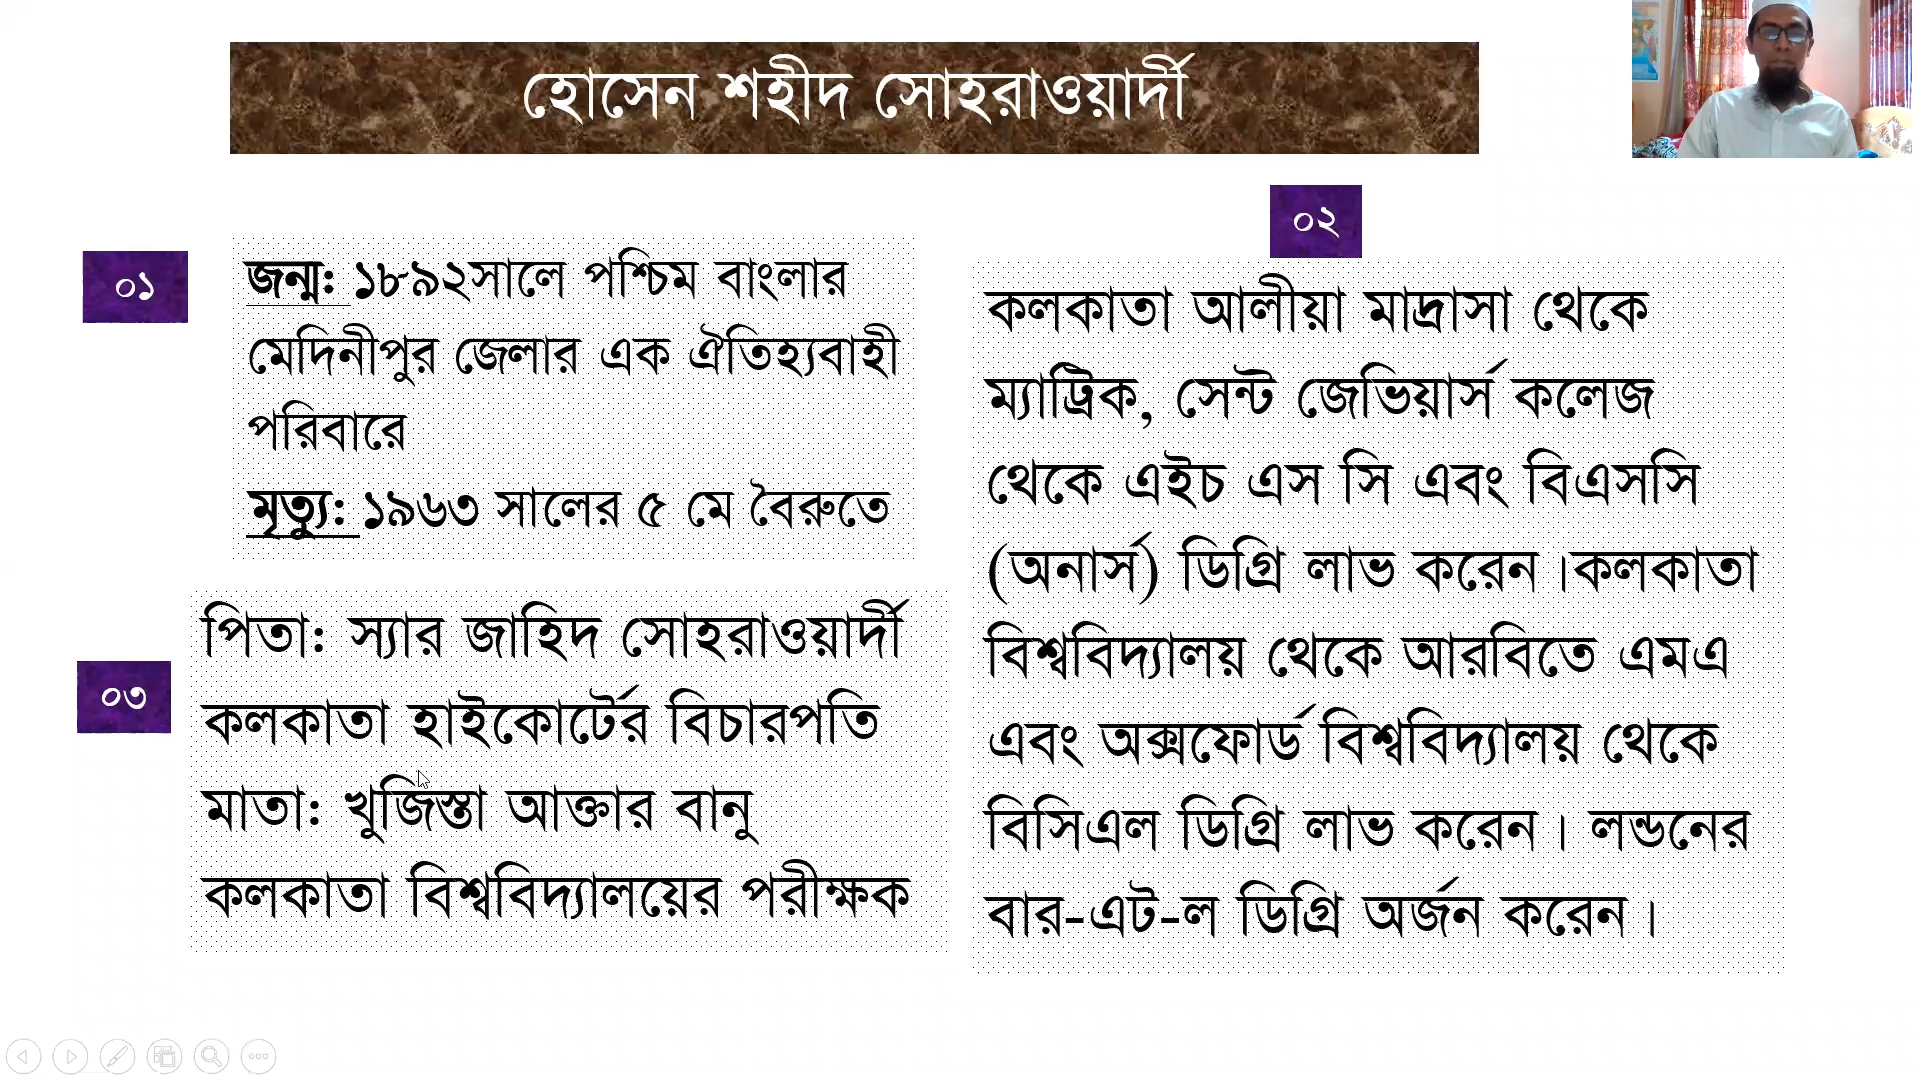 হোসেন শহীদ সোহরাওয়ার্দী
০১
জন্ম: ১৮৯২সালে পশ্চিম বাংলার
মেদিনীপুর জেলার এক ঐতিহ্যবাহী
পরিবারে
মৃত্যু: ১৯৬৩ সালের ৫ মে বৈরুতে
০২
কলকাতা আলীয়া মাদ্রাসা থেকে
ম্যাট্রিক, সেন্ট জেভিয়ার্স কলেজ
থেকে এইচ এস সি এবং বিএসসি
(অনার্স) ডিগ্রি লাভ করেন।কলকাতা
বিশ্ববিদ্যালয় থেকে আরবিতে এমএ
এবং অক্সফোর্ড বিশ্ববিদ্যালয় থেকে
বিসিএল ডিগ্রি লাভ করেন। লন্ডনের
বার-এট-ল ডিগ্রি অর্জন করেন।
০৩
পিতা: স্যার জাহিদ সোহরাওয়ার্দী
কলকাতা হাইকোর্টের বিচারপতি
মাতা: খুজিস্তা আক্তার বানু
কলকাতা বিশ্ববিদ্যালয়ের পরীক্ষক